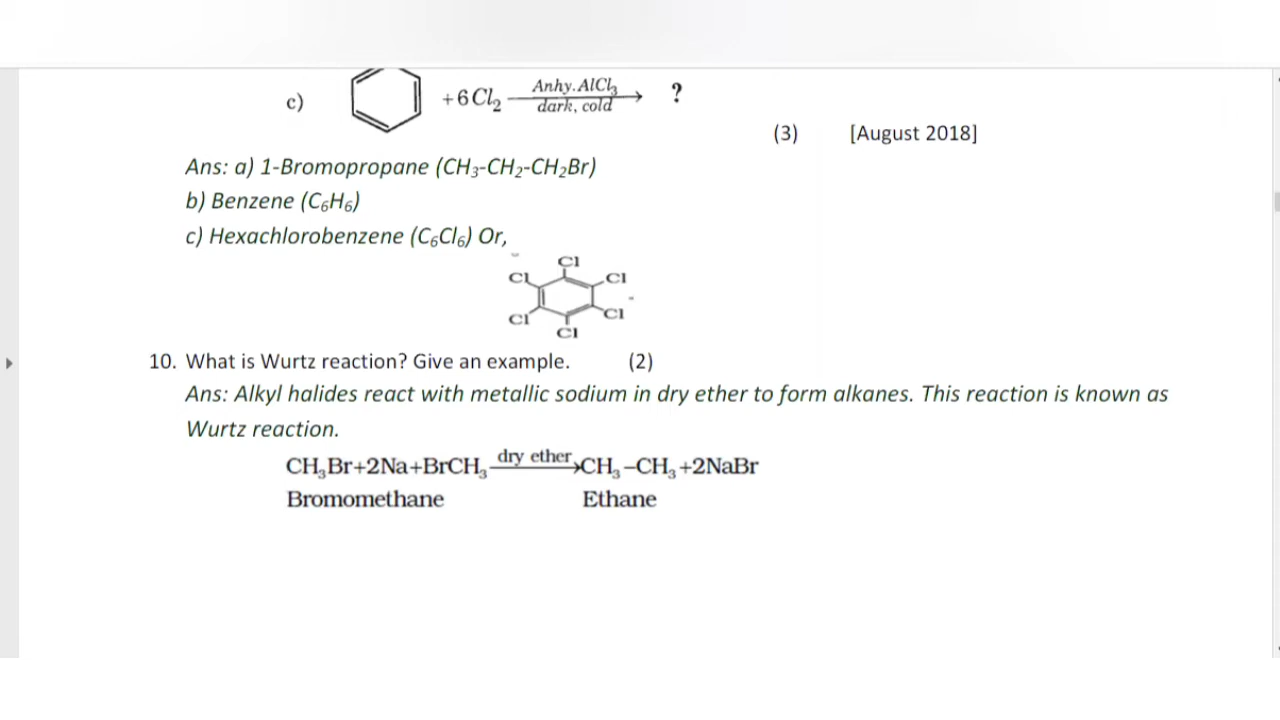 c) +6Cl₂ Anhy.AlCl₃ dark, cold → ?
(3) [August 2018]
Ans: a) 1-Bromopropane (CH₃-CH₂-CH₂Br)
b) Benzene (C₆H₆)
c) Hexachlorobenzene (C₆Cl₆) Or,
Cl
Cl Cl
Cl Cl
Cl
10. What is Wurtz reaction? Give an example. (2)
Ans: Alkyl halides react with metallic sodium in dry ether to form alkanes. This reaction is known as
Wurtz reaction.
CH₃Br+2Na+BrCH₃ dry ether → CH₃–CH₃+2NaBr
Bromomethane Ethane